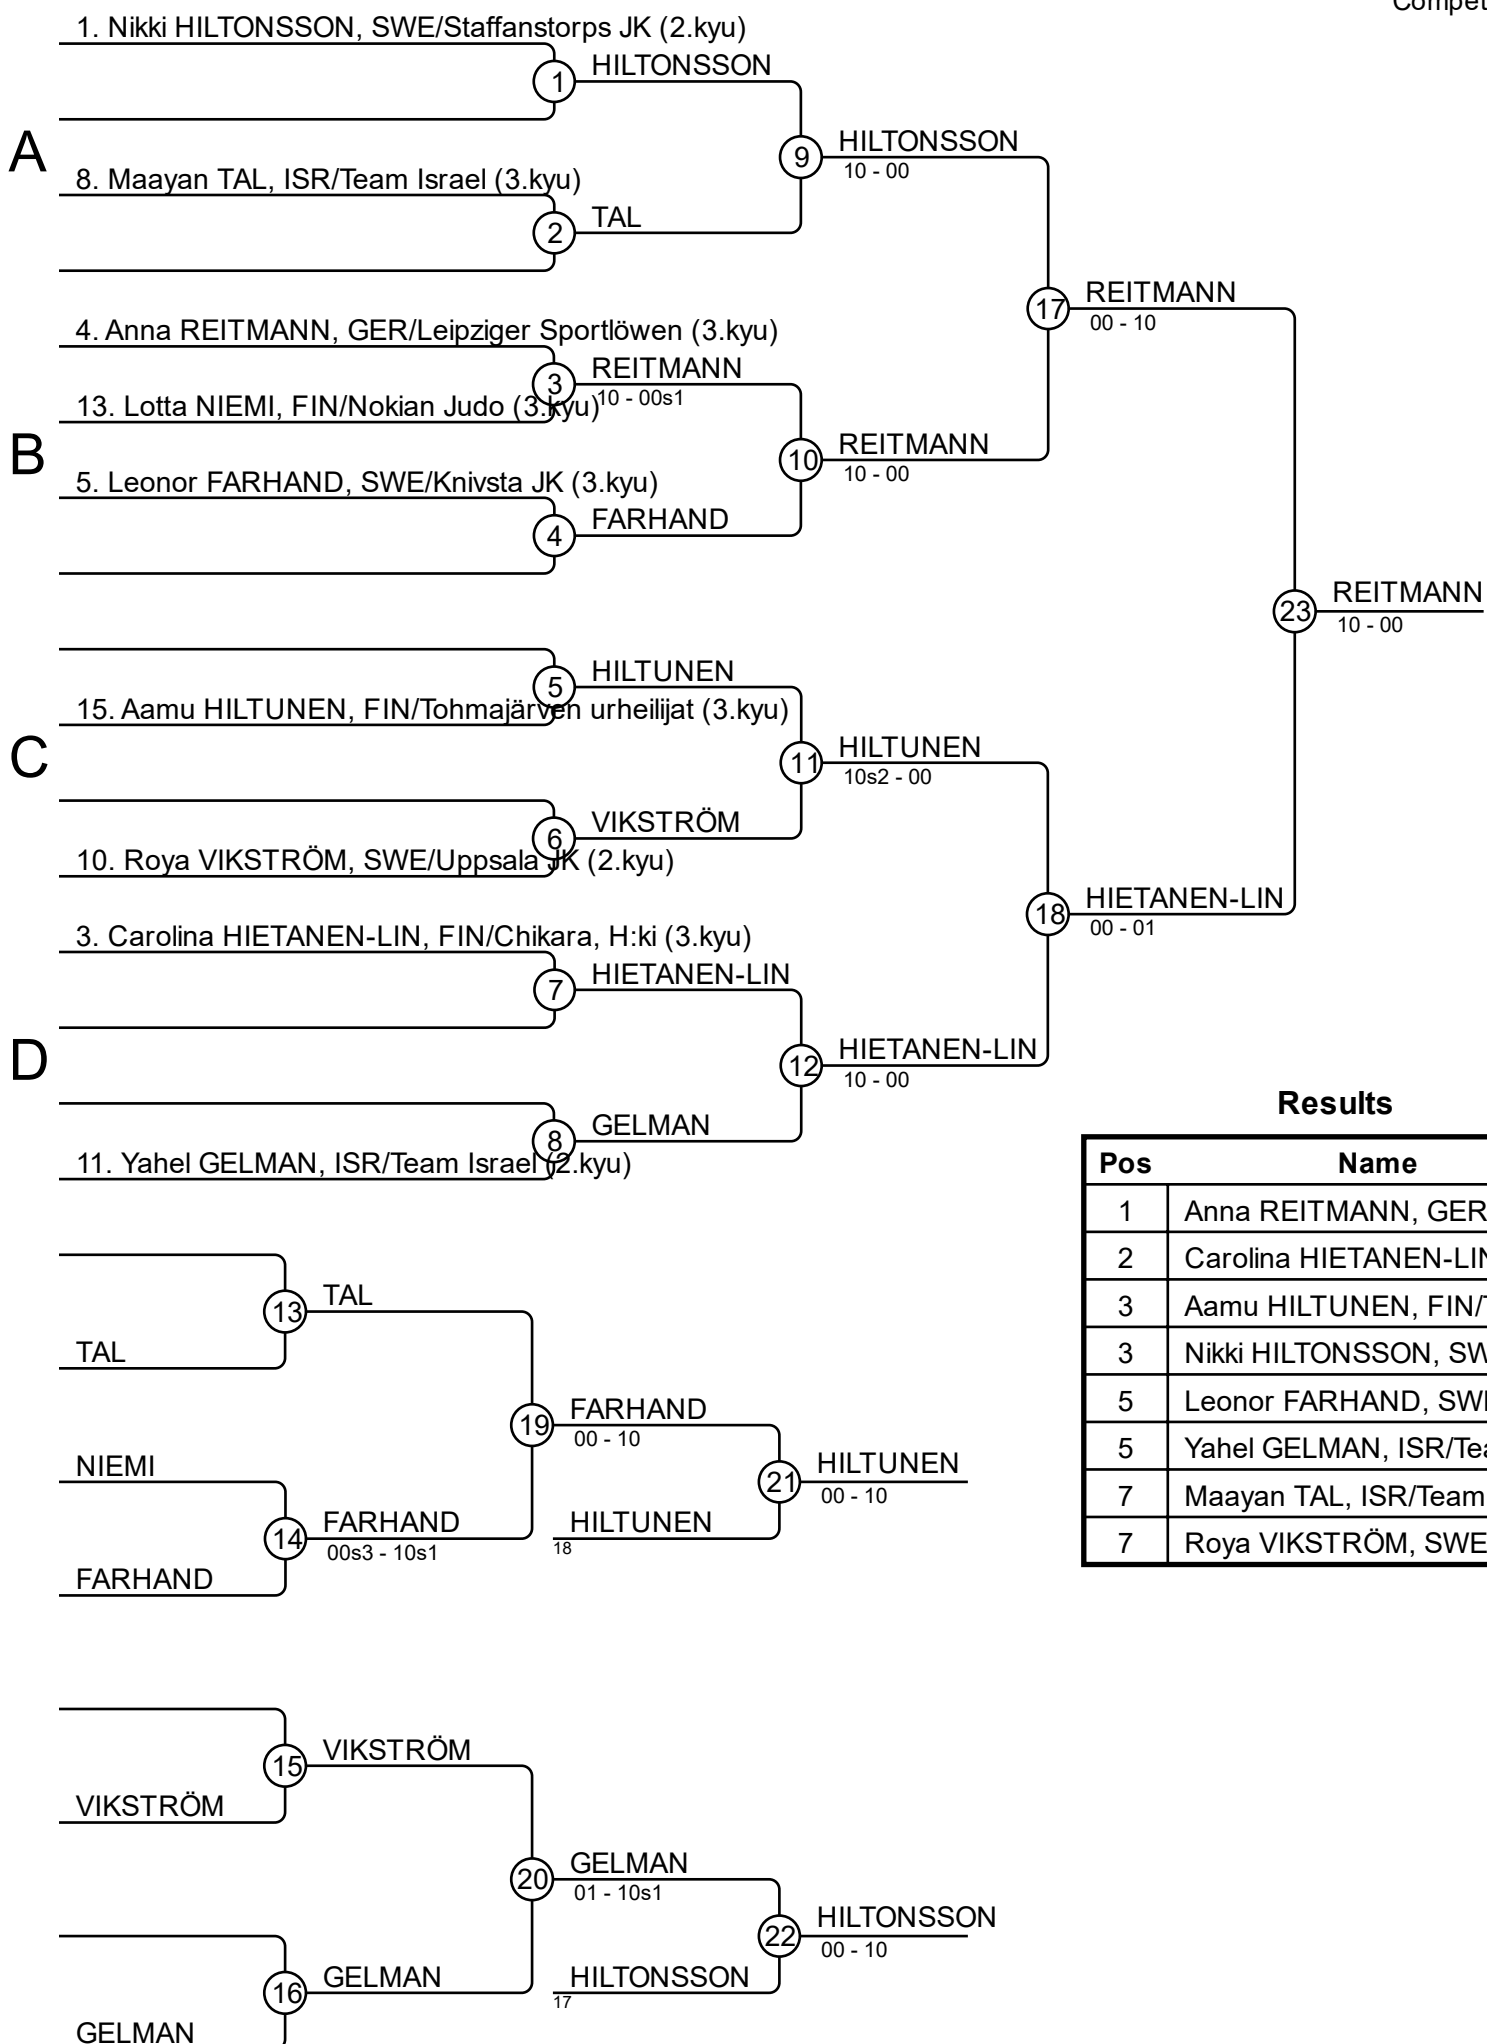 Compet
1. Nikki HILTONSSON, SWE/Staffanstorps JK (2.kyu)
1
HILTONSSON
A
9
HILTONSSON
10 - 00
8. Maayan TAL, ISR/Team Israel (3.kyu)
2
TAL
17
REITMANN
00 - 10
4. Anna REITMANN, GER/Leipziger Sportlöwen (3.kyu)
3
REITMANN
10 - 00s1
13. Lotta NIEMI, FIN/Nokian Judo (3.kyu)
B
10
REITMANN
10 - 00
5. Leonor FARHAND, SWE/Knivsta JK (3.kyu)
4
FARHAND
23
REITMANN
10 - 00
5
HILTUNEN
15. Aamu HILTUNEN, FIN/Tohmajärven urheilijat (3.kyu)
C
11
HILTUNEN
10s2 - 00
6
VIKSTRÖM
10. Roya VIKSTRÖM, SWE/Uppsala JK (2.kyu)
18
HIETANEN-LIN
00 - 01
3. Carolina HIETANEN-LIN, FIN/Chikara, H:ki (3.kyu)
7
HIETANEN-LIN
D
12
HIETANEN-LIN
10 - 00
8
GELMAN
11. Yahel GELMAN, ISR/Team Israel (2.kyu)
Results
Pos Name
1 Anna REITMANN, GER
2 Carolina HIETANEN-LIN
3 Aamu HILTUNEN, FIN/
3 Nikki HILTONSSON, SW
5 Leonor FARHAND, SW
5 Yahel GELMAN, ISR/Tea
7 Maayan TAL, ISR/Team
7 Roya VIKSTRÖM, SWE
13
TAL
TAL
19
FARHAND
00 - 10
NIEMI
14
FARHAND
00s3 - 10s1
FARHAND
21
HILTUNEN
00 - 10
HILTUNEN
18
15
VIKSTRÖM
VIKSTRÖM
20
GELMAN
01 - 10s1
22
HILTONSSON
00 - 10
16
GELMAN
HILTONSSON
17
GELMAN